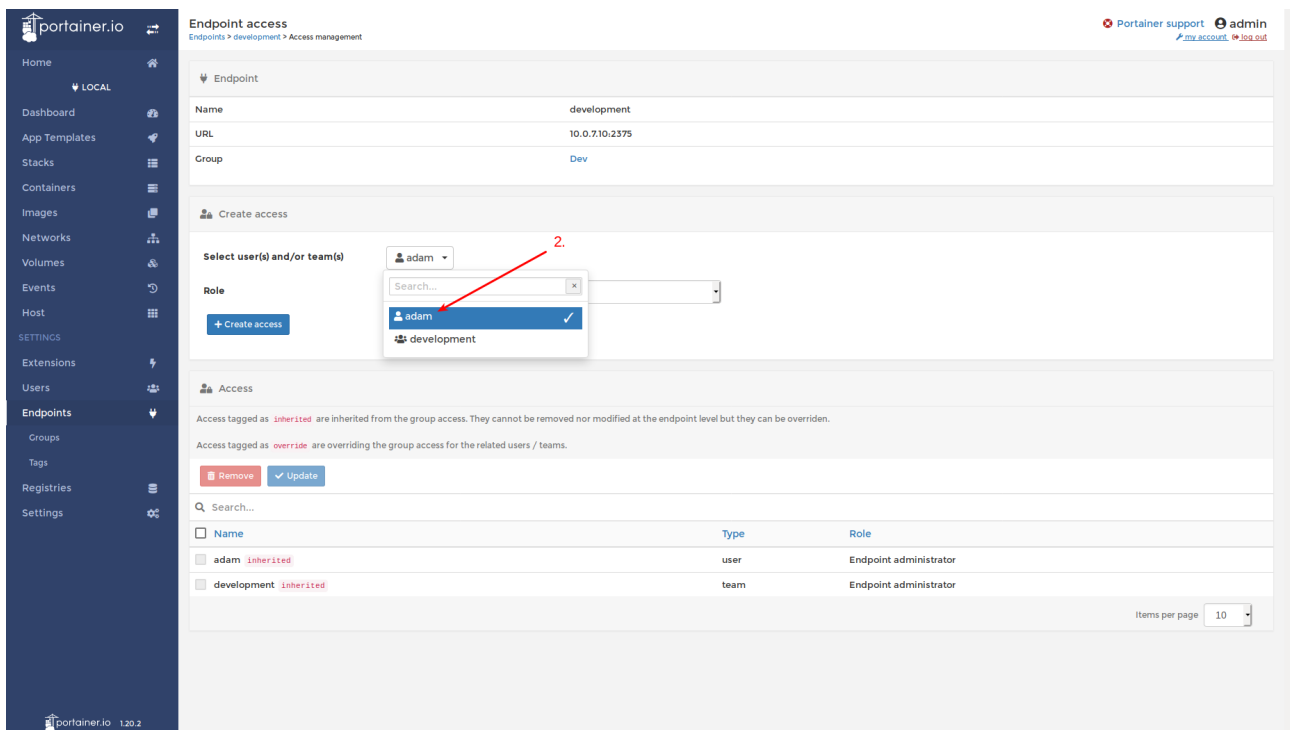 portainer.io
Endpoint access
Portainer support admin
Endpoints > development > Access management
my account log out
Home
LOCAL
Dashboard
App Templates
Stacks
Containers
Images
Networks
Volumes
Events
Host
SETTINGS
Extensions
Users
Endpoints
Groups
Tags
Registries
Settings
portainer.io 1.20.2
Endpoint
Name development
URL 10.0.7.10:2375
Group Dev
Create access
2.
Select user(s) and/or team(s) adam
Search... ×
Role
adam ✓
+ Create access
development
Access
Access tagged as inherited are inherited from the group access. They cannot be removed nor modified at the endpoint level but they can be overriden.
Access tagged as override are overriding the group access for the related users / teams.
Remove Update
Search...
Name Type Role
adam inherited user Endpoint administrator
development inherited team Endpoint administrator
Items per page 10